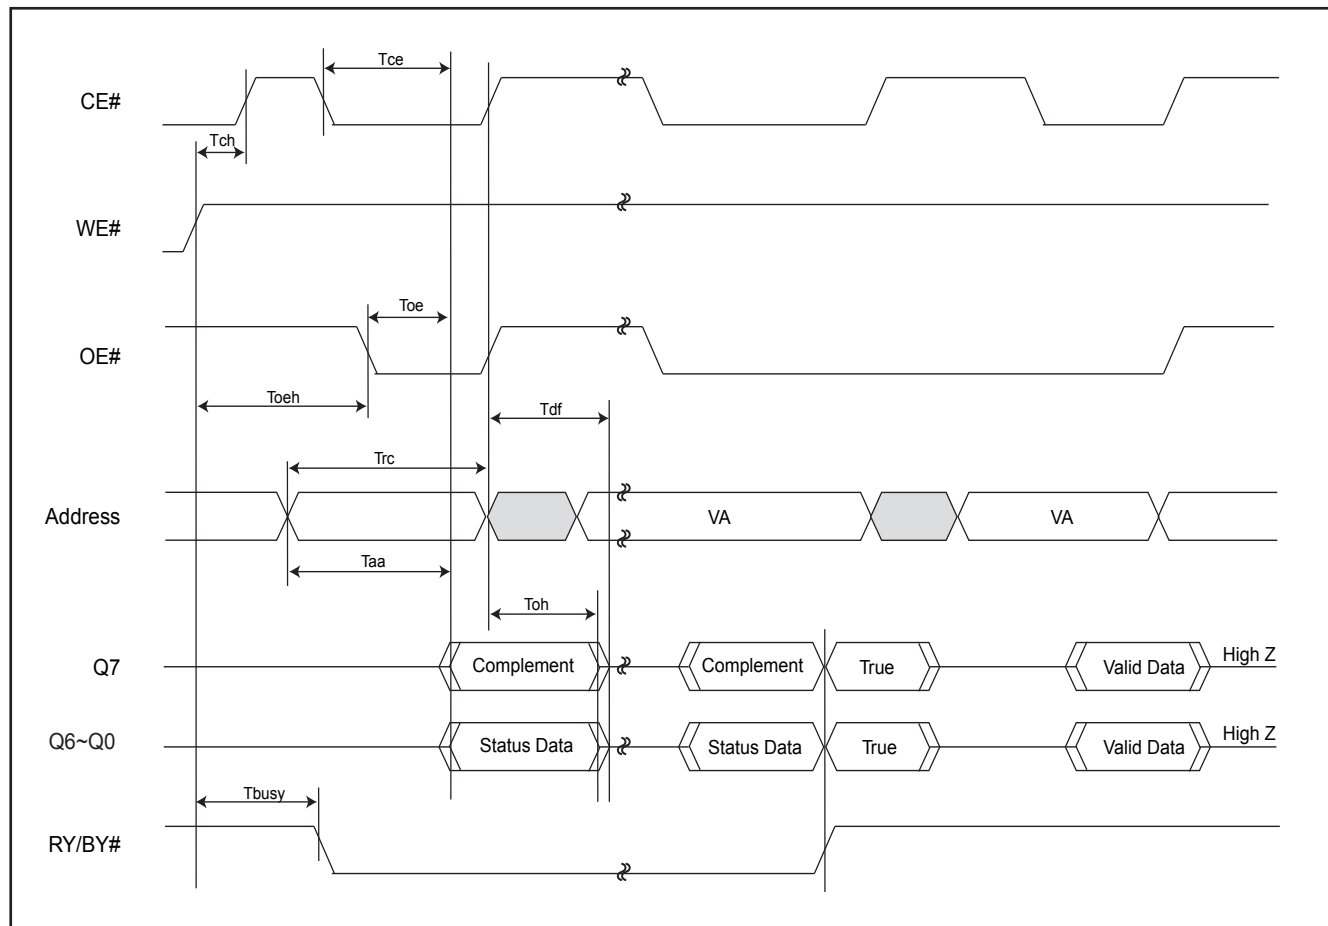 Tce
CE#
Tch
WE#
Toe
OE#
Toeh
Tdf
Trc
Address
VA
VA
Taa
Toh
Q7
Complement
Complement
True
Valid Data
High Z
Q6~Q0
Status Data
Status Data
True
Valid Data
High Z
Tbusy
RY/BY#